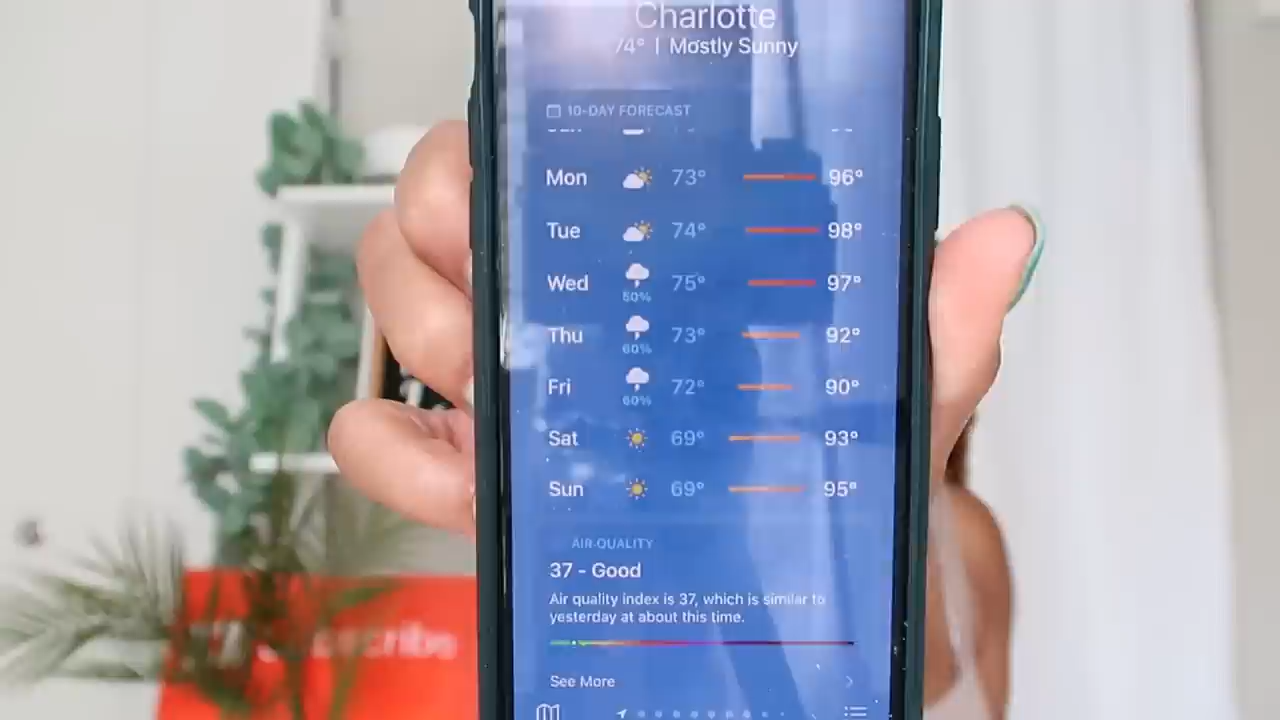 Charlotte
74° | Mostly Sunny
10-DAY FORECAST
Mon 73° 96°
Tue 74° 98°
Wed 50% 75° 97°
Thu 60% 73° 92°
Fri 60% 72° 90°
Sat 69° 93°
Sun 69° 95°
AIR QUALITY
37 - Good
Air quality index is 37, which is similar to
yesterday at about this time.
See More